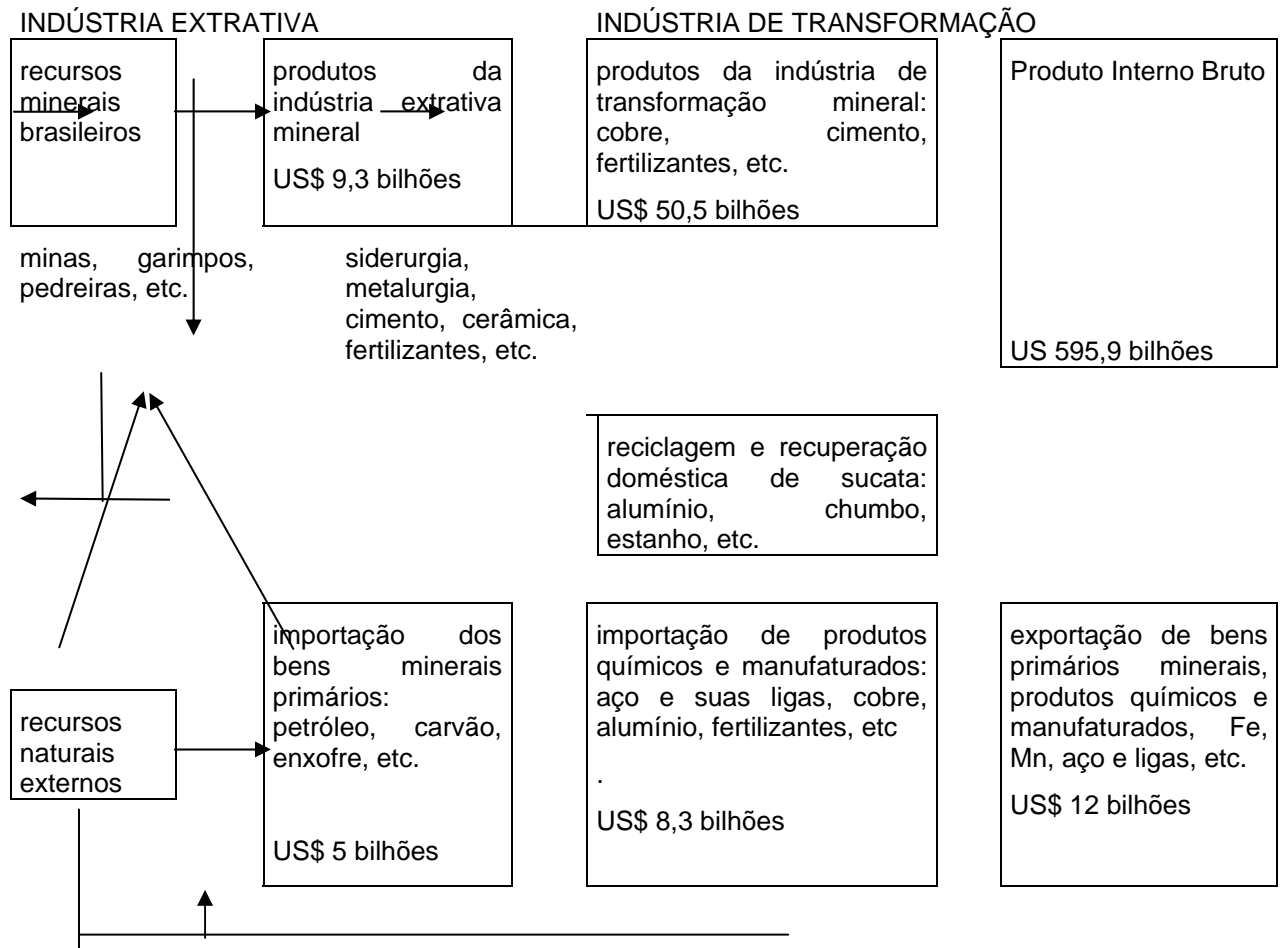 INDÚSTRIA EXTRATIVA
INDÚSTRIA DE TRANSFORMAÇÃO
recursos
minerais
brasileiros
produtos da
indústria extrativa
mineral
US$ 9,3 bilhões
produtos da indústria de
transformação mineral:
cobre, cimento,
fertilizantes, etc.
US$ 50,5 bilhões
Produto Interno Bruto
US 595,9 bilhões
minas, garimpos,
pedreiras, etc.
siderurgia,
metalurgia,
cimento, cerâmica,
fertilizantes, etc.
reciclagem e recuperação
doméstica de sucata:
alumínio, chumbo,
estanho, etc.
recursos
naturais
externos
importação dos
bens minerais
primários:
petróleo, carvão,
enxofre, etc.
US$ 5 bilhões
importação de produtos
químicos e manufaturados:
aço e suas ligas, cobre,
alumínio, fertilizantes, etc
.
US$ 8,3 bilhões
exportação de bens
primários minerais,
produtos químicos e
manufaturados, Fe,
Mn, aço e ligas, etc.
US$ 12 bilhões